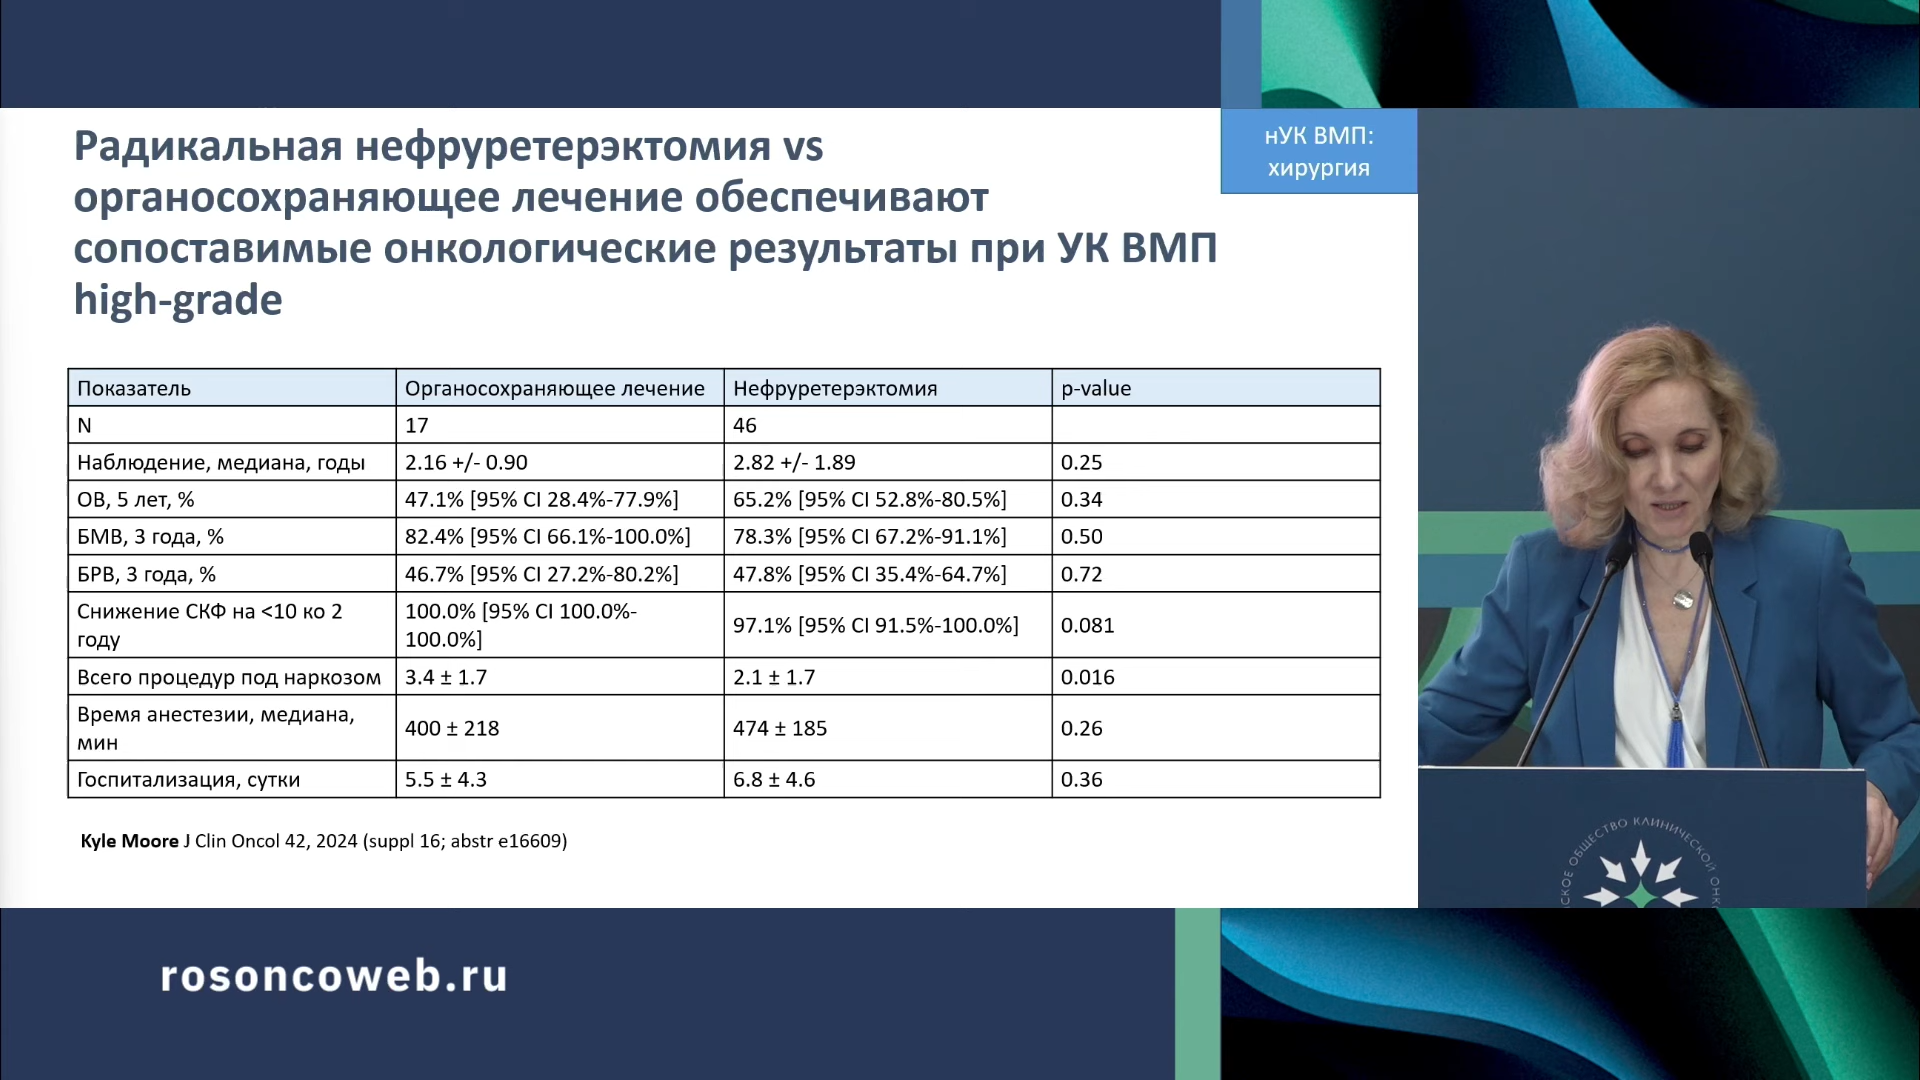 Радикальная нефруретерэктомия vs
органосохраняющее лечение обеспечивают
сопоставимые онкологические результаты при УК ВМП
high-grade
нУК ВМП:
хирургия
Показатель Органосохраняющее лечение Нефруретерэктомия p-value
N 17 46
Наблюдение, медиана, годы 2.16 +/- 0.90 2.82 +/- 1.89 0.25
ОВ, 5 лет, % 47.1% [95% CI 28.4%-77.9%] 65.2% [95% CI 52.8%-80.5%] 0.34
БМВ, 3 года, % 82.4% [95% CI 66.1%-100.0%] 78.3% [95% CI 67.2%-91.1%] 0.50
БРВ, 3 года, % 46.7% [95% CI 27.2%-80.2%] 47.8% [95% CI 35.4%-64.7%] 0.72
Снижение СКФ на <10 ко 2
году
100.0% [95% CI 100.0%-
100.0%]
97.1% [95% CI 91.5%-100.0%] 0.081
Всего процедур под наркозом 3.4 ± 1.7 2.1 ± 1.7 0.016
Время анестезии, медиана,
мин
400 ± 218 474 ± 185 0.26
Госпитализация, сутки 5.5 ± 4.3 6.8 ± 4.6 0.36
Kyle Moore J Clin Oncol 42, 2024 (suppl 16; abstr e16609)
ОБЩЕСТВО КЛИНИЧЕСКОЙ
rosoncoweb.ru